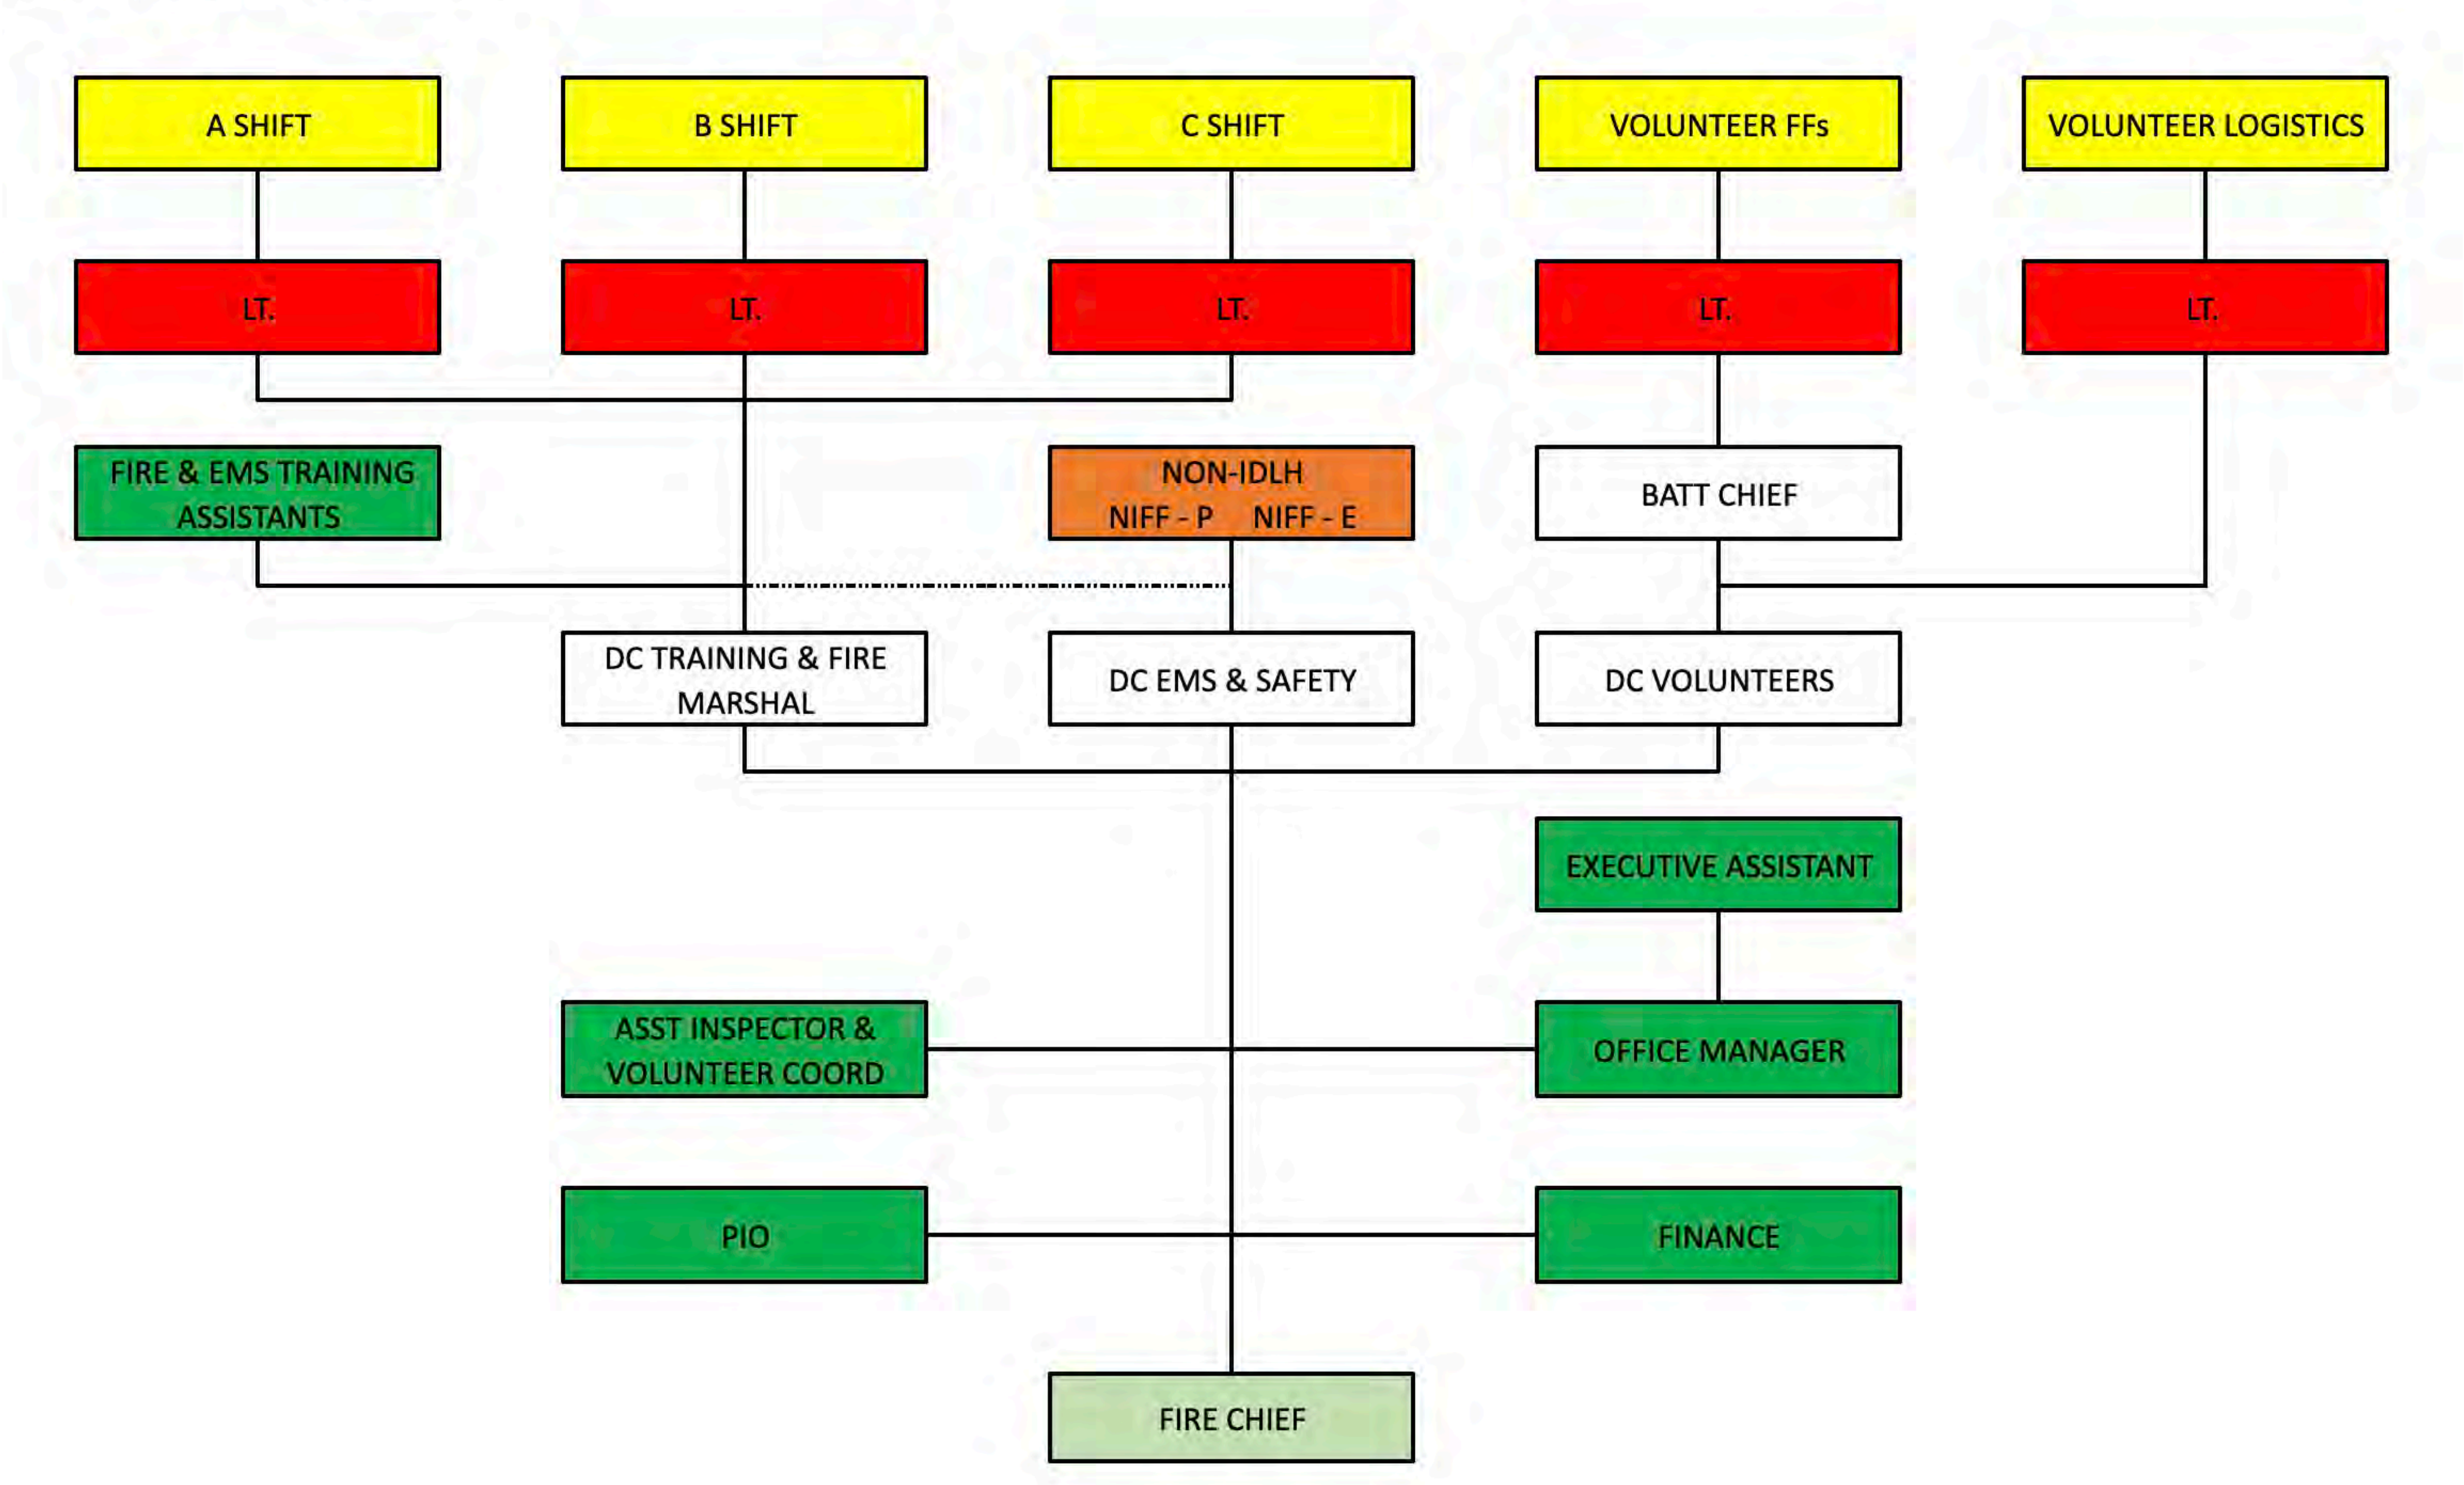 A SHIFT
B SHIFT
C SHIFT
VOLUNTEER FFs
VOLUNTEER LOGISTICS
LT.
LT.
LT.
LT.
LT.
FIRE & EMS TRAINING
ASSISTANTS
NON-IDLH
NIFF - P NIFF - E
BATT CHIEF
DC TRAINING & FIRE
MARSHAL
DC EMS & SAFETY
DC VOLUNTEERS
EXECUTIVE ASSISTANT
ASST INSPECTOR &
VOLUNTEER COORD
OFFICE MANAGER
PIO
FINANCE
FIRE CHIEF